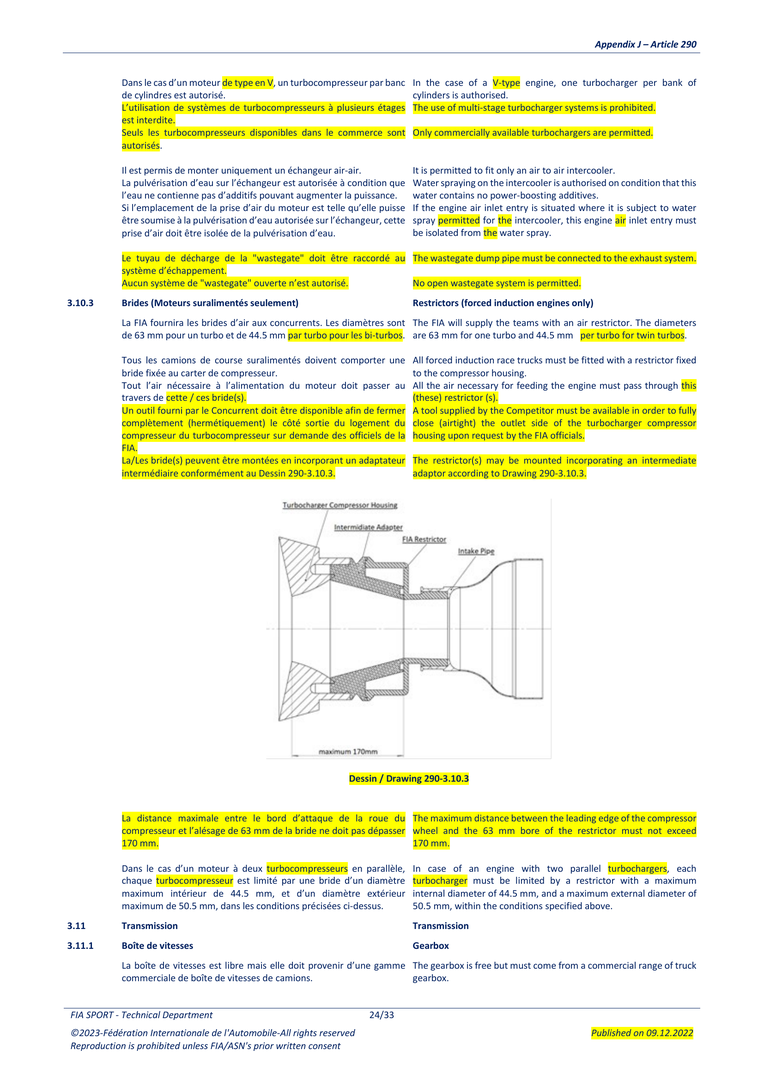 Appendix J – Article 290
Dans le cas d'un moteur de type en V, un turbocompresseur par banc
de cylindres est autorisé.
L'utilisation de systèmes de turbocompresseurs à plusieurs étages
est interdite.
Seuls les turbocompresseurs disponibles dans le commerce sont
autorisés.
In the case of a V-type engine, one turbocharger per bank of
cylinders is authorised.
The use of multi-stage turbocharger systems is prohibited.
Only commercially available turbochargers are permitted.
Il est permis de monter uniquement un échangeur air-air.
La pulvérisation d'eau sur l'échangeur est autorisée à condition que
l'eau ne contienne pas d'additifs pouvant augmenter la puissance.
Si l'emplacement de la prise d'air du moteur est telle qu'elle puisse
être soumise à la pulvérisation d'eau autorisée sur l'échangeur, cette
prise d'air doit être isolée de la pulvérisation d'eau.
It is permitted to fit only an air to air intercooler.
Water spraying on the intercooler is authorised on condition that this
water contains no power-boosting additives.
If the engine air inlet entry is situated where it is subject to water
spray permitted for the intercooler, this engine air inlet entry must
be isolated from the water spray.
Le tuyau de décharge de la "wastegate" doit être raccordé au
système d'échappement.
Aucun système de "wastegate" ouverte n'est autorisé.
The wastegate dump pipe must be connected to the exhaust system.
No open wastegate system is permitted.
3.10.3 Brides (Moteurs suralimentés seulement) Restrictors (forced induction engines only)
La FIA fournira les brides d'air aux concurrents. Les diamètres sont
de 63 mm pour un turbo et de 44.5 mm par turbo pour les bi-turbos.
The FIA will supply the teams with an air restrictor. The diameters
are 63 mm for one turbo and 44.5 mm per turbo for twin turbos.
Tous les camions de course suralimentés doivent comporter une
bride fixée au carter de compresseur.
Tout l'air nécessaire à l'alimentation du moteur doit passer au
travers de cette / ces bride(s).
Un outil fourni par le Concurrent doit être disponible afin de fermer
complètement (hermétiquement) le côté sortie du logement du
compresseur du turbocompresseur sur demande des officiels de la
FIA.
La/Les bride(s) peuvent être montées en incorporant un adaptateur
intermédiaire conformément au Dessin 290-3.10.3.
All forced induction race trucks must be fitted with a restrictor fixed
to the compressor housing.
All the air necessary for feeding the engine must pass through this
(these) restrictor (s).
A tool supplied by the Competitor must be available in order to fully
close (airtight) the outlet side of the turbocharger compressor
housing upon request by the FIA officials.
The restrictor(s) may be mounted incorporating an intermediate
adaptor according to Drawing 290-3.10.3.
Turbocharger Compressor Housing
Intermidiate Adapter
FIA Restrictor
Intake Pipe
maximum 170mm
Dessin / Drawing 290-3.10.3
La distance maximale entre le bord d'attaque de la roue du
compresseur et l'alésage de 63 mm de la bride ne doit pas dépasser
170 mm.
The maximum distance between the leading edge of the compressor
wheel and the 63 mm bore of the restrictor must not exceed
170 mm.
Dans le cas d'un moteur à deux turbocompresseurs en parallèle,
chaque turbocompresseur est limité par une bride d'un diamètre
maximum intérieur de 44.5 mm, et d'un diamètre extérieur
maximum de 50.5 mm, dans les conditions précisées ci-dessus.
In case of an engine with two parallel turbochargers, each
turbocharger must be limited by a restrictor with a maximum
internal diameter of 44.5 mm, and a maximum external diameter of
50.5 mm, within the conditions specified above.
3.11 Transmission Transmission
3.11.1 Boîte de vitesses Gearbox
La boîte de vitesses est libre mais elle doit provenir d'une gamme
commerciale de boîte de vitesses de camions.
The gearbox is free but must come from a commercial range of truck
gearbox.
FIA SPORT - Technical Department 24/33
©2023-Fédération Internationale de l'Automobile-All rights reserved Published on 09.12.2022
Reproduction is prohibited unless FIA/ASN's prior written consent